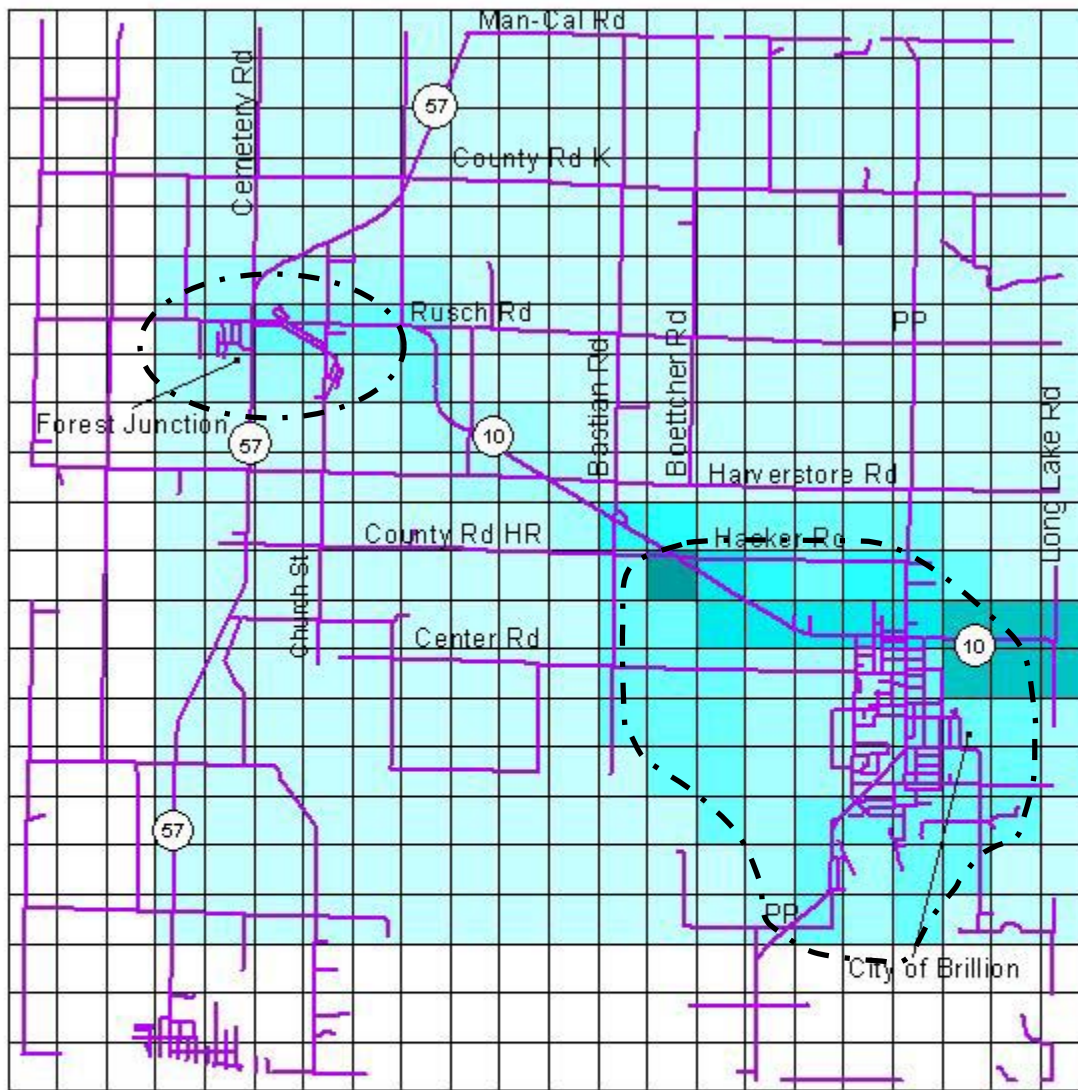 Man-Cal Rd
Cemetery Rd
57
County Rd K
Rusch Rd
PP
Bastian Rd
Boettcher Rd
Long Lake Rd
Forest Junction
57
10
Harverstore Rd
County Rd HR
Hacker Rd
Church St
Center Rd
10
57
PP
City of Brillion